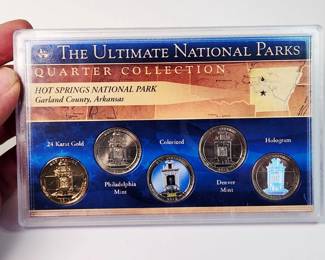 THE ULTIMATE NATIONAL PARKS
QUARTER COLLECTION
HOT SPRINGS NATIONAL PARK
Garland County, Arkansas
24 Karat Gold
Philadelphia
Mint
Colorized
Denver
Mint
Hologram